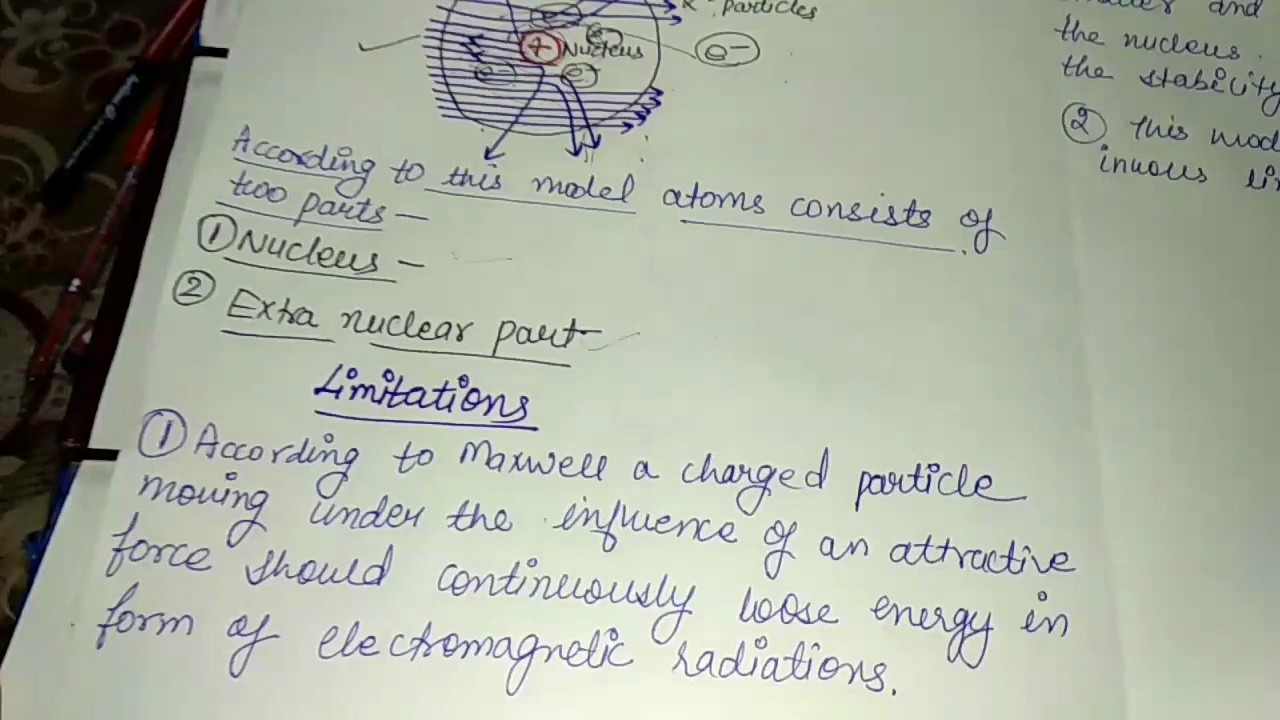 particles
+ Nucleus
e-
e-
e-
e-
According to this model atoms consists of
two parts -
① Nucleus -
② Extra nuclear part
Limitations
① According to Maxwell a charged particle
moving under the influence of an attractive
force should continuously loose energy in
form of electromagnetic radiations.
and
the nucleus.
the stability
② This mod
inuous